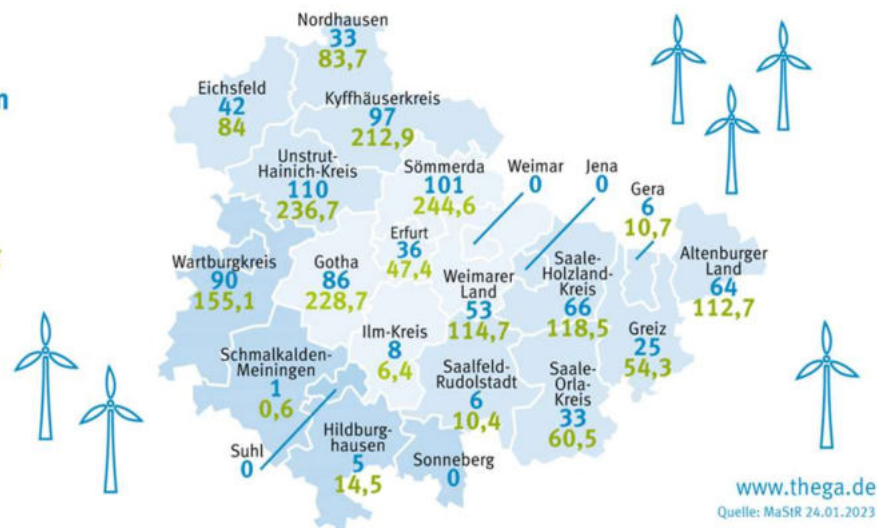 Nordhausen
33
83,7
Eichsfeld
42
84
Kyffhäuserkreis
97
212,9
Unstrut-
Hainich-Kreis
110
236,7
Sömmerda
101
244,6
Weimar
0
Jena
0
Gera
6
10,7
Erfurt
36
47,4
Wartburgkreis
90
155,1
Gotha
86
228,7
Weimarer
Land
53
114,7
Saale-
Holzland-
Kreis
66
118,5
Altenburger
Land
64
112,7
Ilm-Kreis
8
6,4
Greiz
25
54,3
Schmalkalden-
Meiningen
1
0,6
Saalfeld-
Rudolstadt
6
10,4
Saale-
Orla-
Kreis
33
60,5
Suhl
0
Hildburg-
hausen
5
14,5
Sonneberg
0
www.thega.de
Quelle: MaStR 24.01.2023